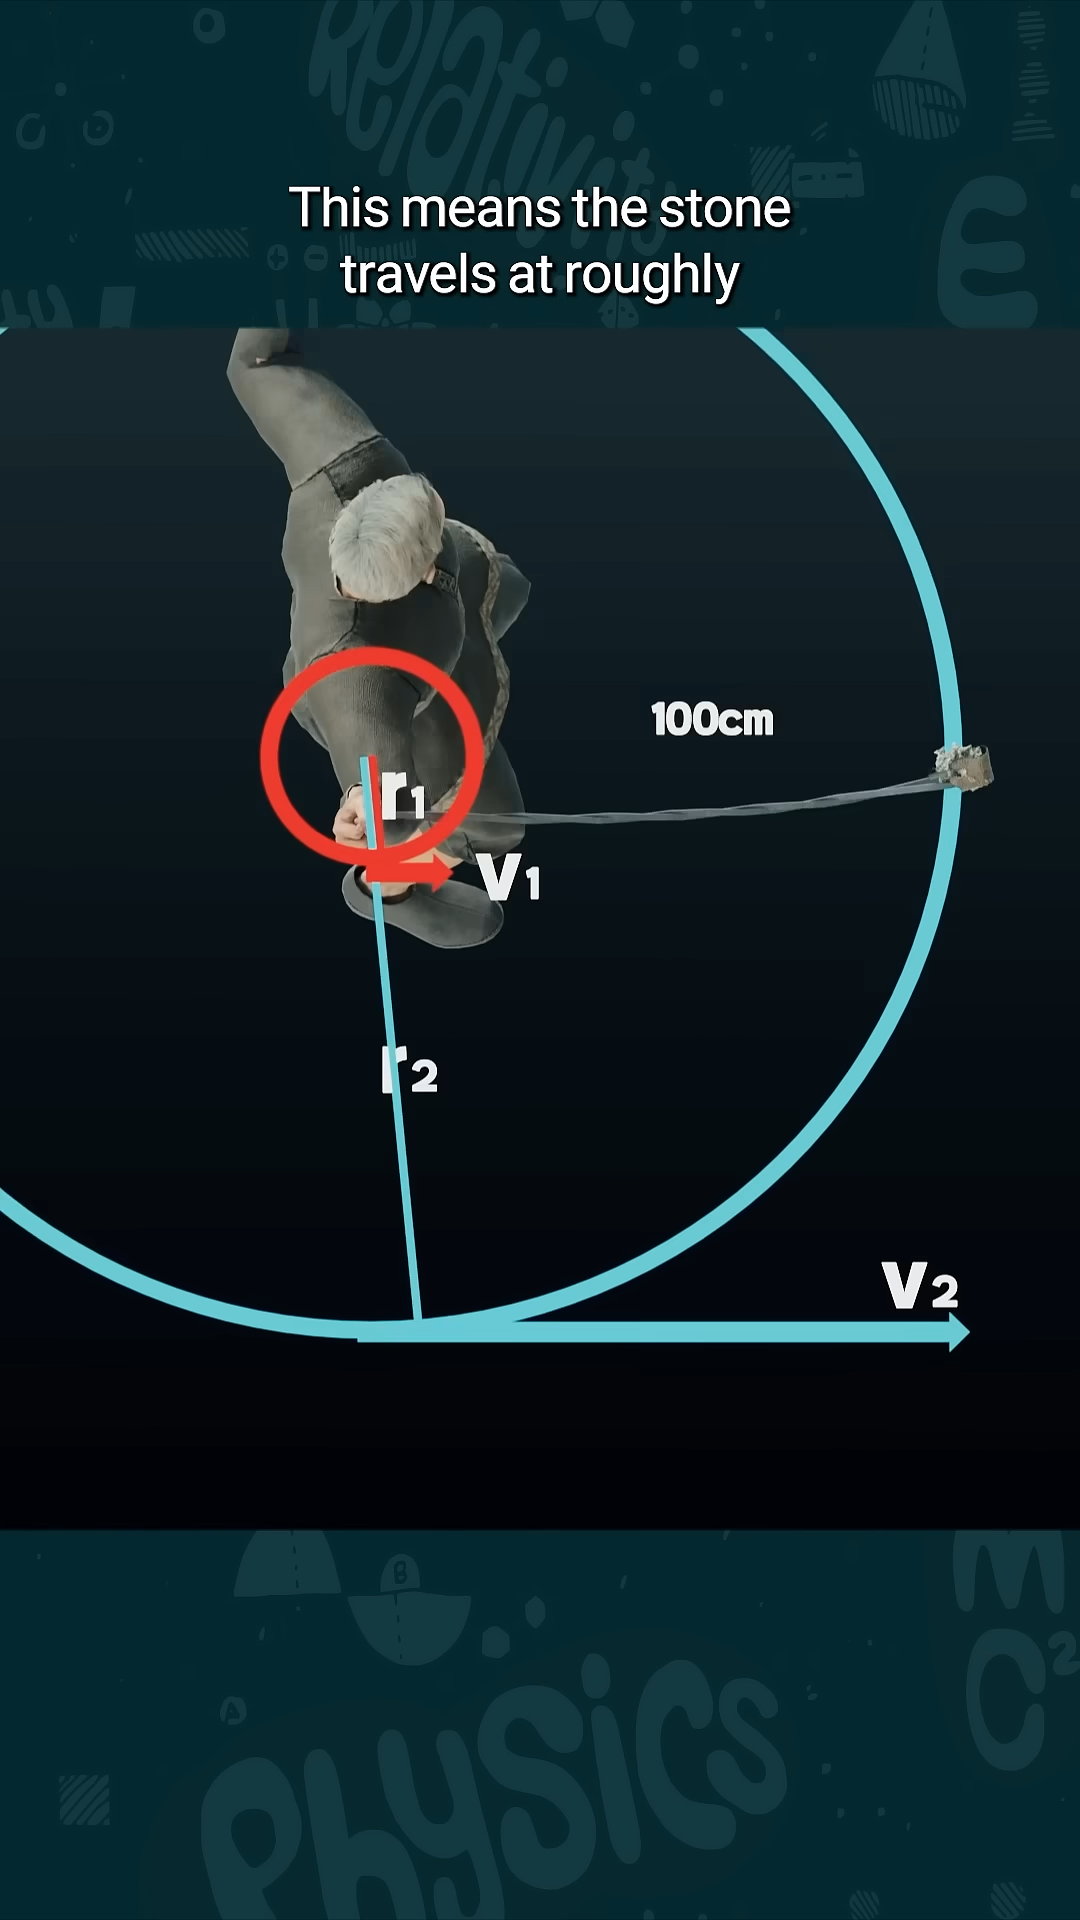 Relativity
E
This means the stone
travels at roughly
100cm
r1
V1
r2
V2
B
M
C²
A
Physics